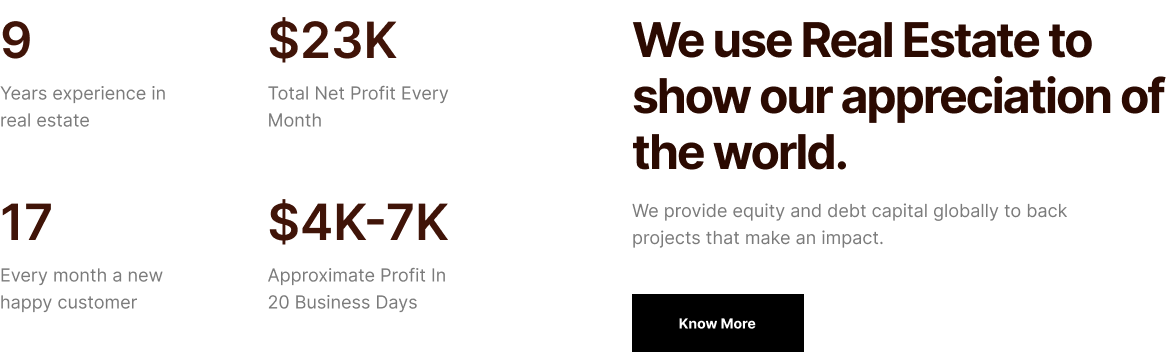 9
Years experience in
real estate
$23K
Total Net Profit Every
Month
17
Every month a new
happy customer
$4K-7K
Approximate Profit In
20 Business Days
We use Real Estate to
show our appreciation of
the world.
We provide equity and debt capital globally to back
projects that make an impact.
Know More